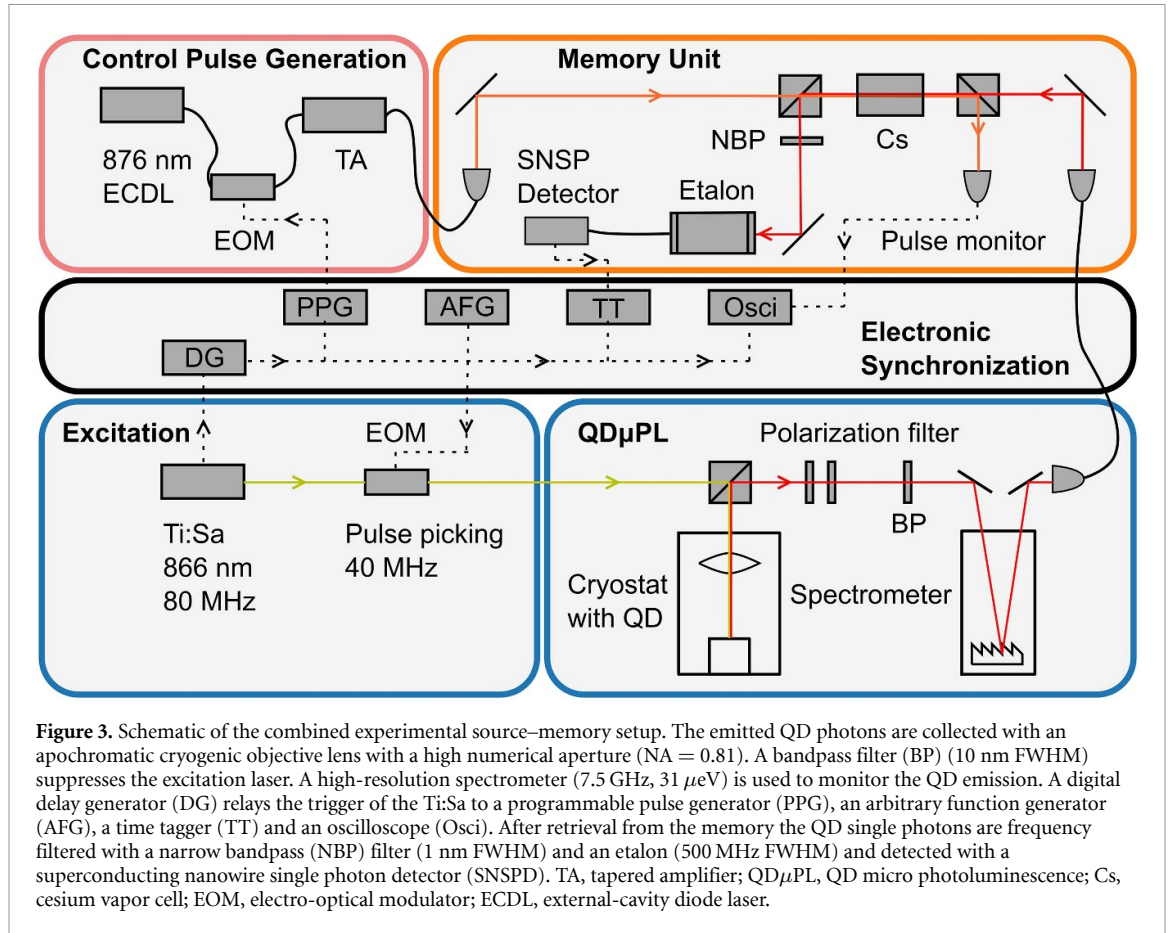 Control Pulse Generation
876 nm
ECDL
EOM
TA
Memory Unit
NBP
Cs
SNSP
Detector
Etalon
Pulse monitor
PPG
AFG
TT
Osci
DG
Electronic
Synchronization
Excitation
EOM
Ti:Sa
866 nm
80 MHz
Pulse picking
40 MHz
QDμPL
Polarization filter
BP
Cryostat
with QD
Spectrometer
Figure 3. Schematic of the combined experimental source–memory setup. The emitted QD photons are collected with an
apochromatic cryogenic objective lens with a high numerical aperture (NA = 0.81). A bandpass filter (BP) (10 nm FWHM)
suppresses the excitation laser. A high-resolution spectrometer (7.5 GHz, 31 μeV) is used to monitor the QD emission. A digital
delay generator (DG) relays the trigger of the Ti:Sa to a programmable pulse generator (PPG), an arbitrary function generator
(AFG), a time tagger (TT) and an oscilloscope (Osci). After retrieval from the memory the QD single photons are frequency
filtered with a narrow bandpass (NBP) filter (1 nm FWHM) and an etalon (500 MHz FWHM) and detected with a
superconducting nanowire single photon detector (SNSPD). TA, tapered amplifier; QDμPL, QD micro photoluminescence; Cs,
cesium vapor cell; EOM, electro-optical modulator; ECDL, external-cavity diode laser.